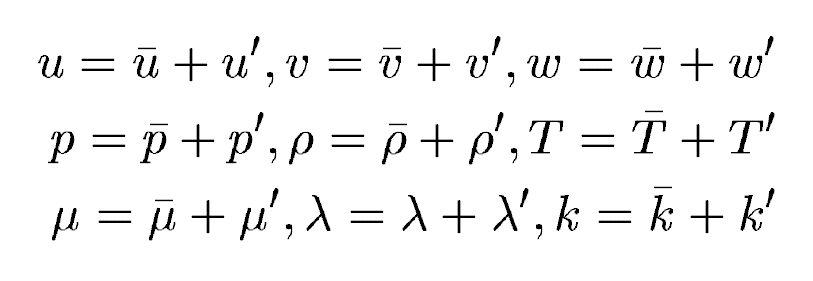 u = ū + u′, v = v̄ + v′, w = w̄ + w′
p = p̄ + p′, ρ = ρ̄ + ρ′, T = T̄ + T′
μ = μ̄ + μ′, λ = λ + λ′, k = k̄ + k′